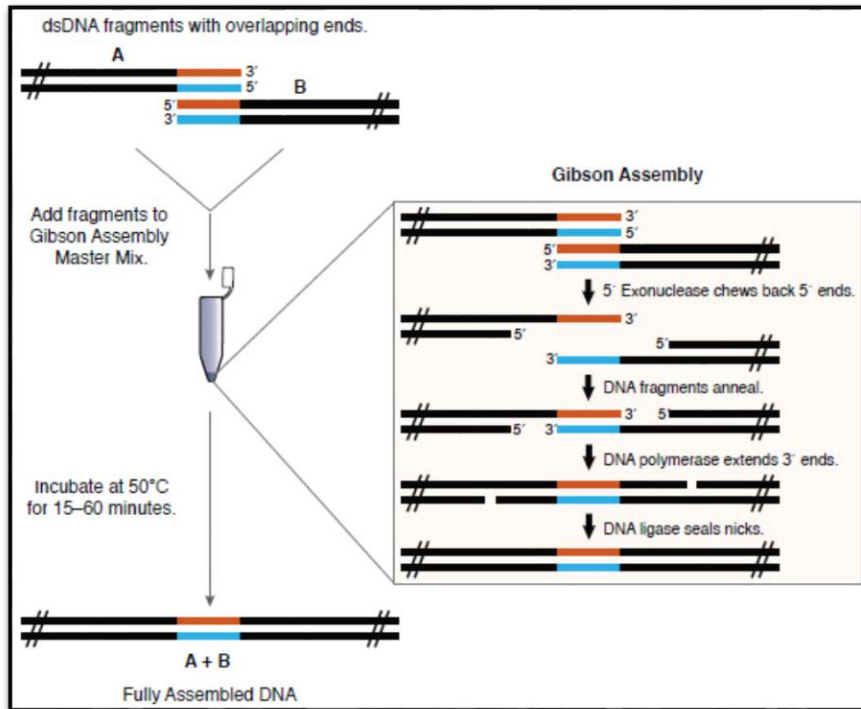 dsDNA fragments with overlapping ends.
A
3´
5´
B
5´
3´
Add fragments to
Gibson Assembly
Master Mix.
Incubate at 50°C
for 15–60 minutes.
A + B
Fully Assembled DNA
Gibson Assembly
3´
5´
5´
3´
5´ Exonuclease chews back 5´ ends.
3´
5´
5´
3´
DNA fragments anneal.
3´ 5´
5´ 3´
DNA polymerase extends 3´ ends.
DNA ligase seals nicks.